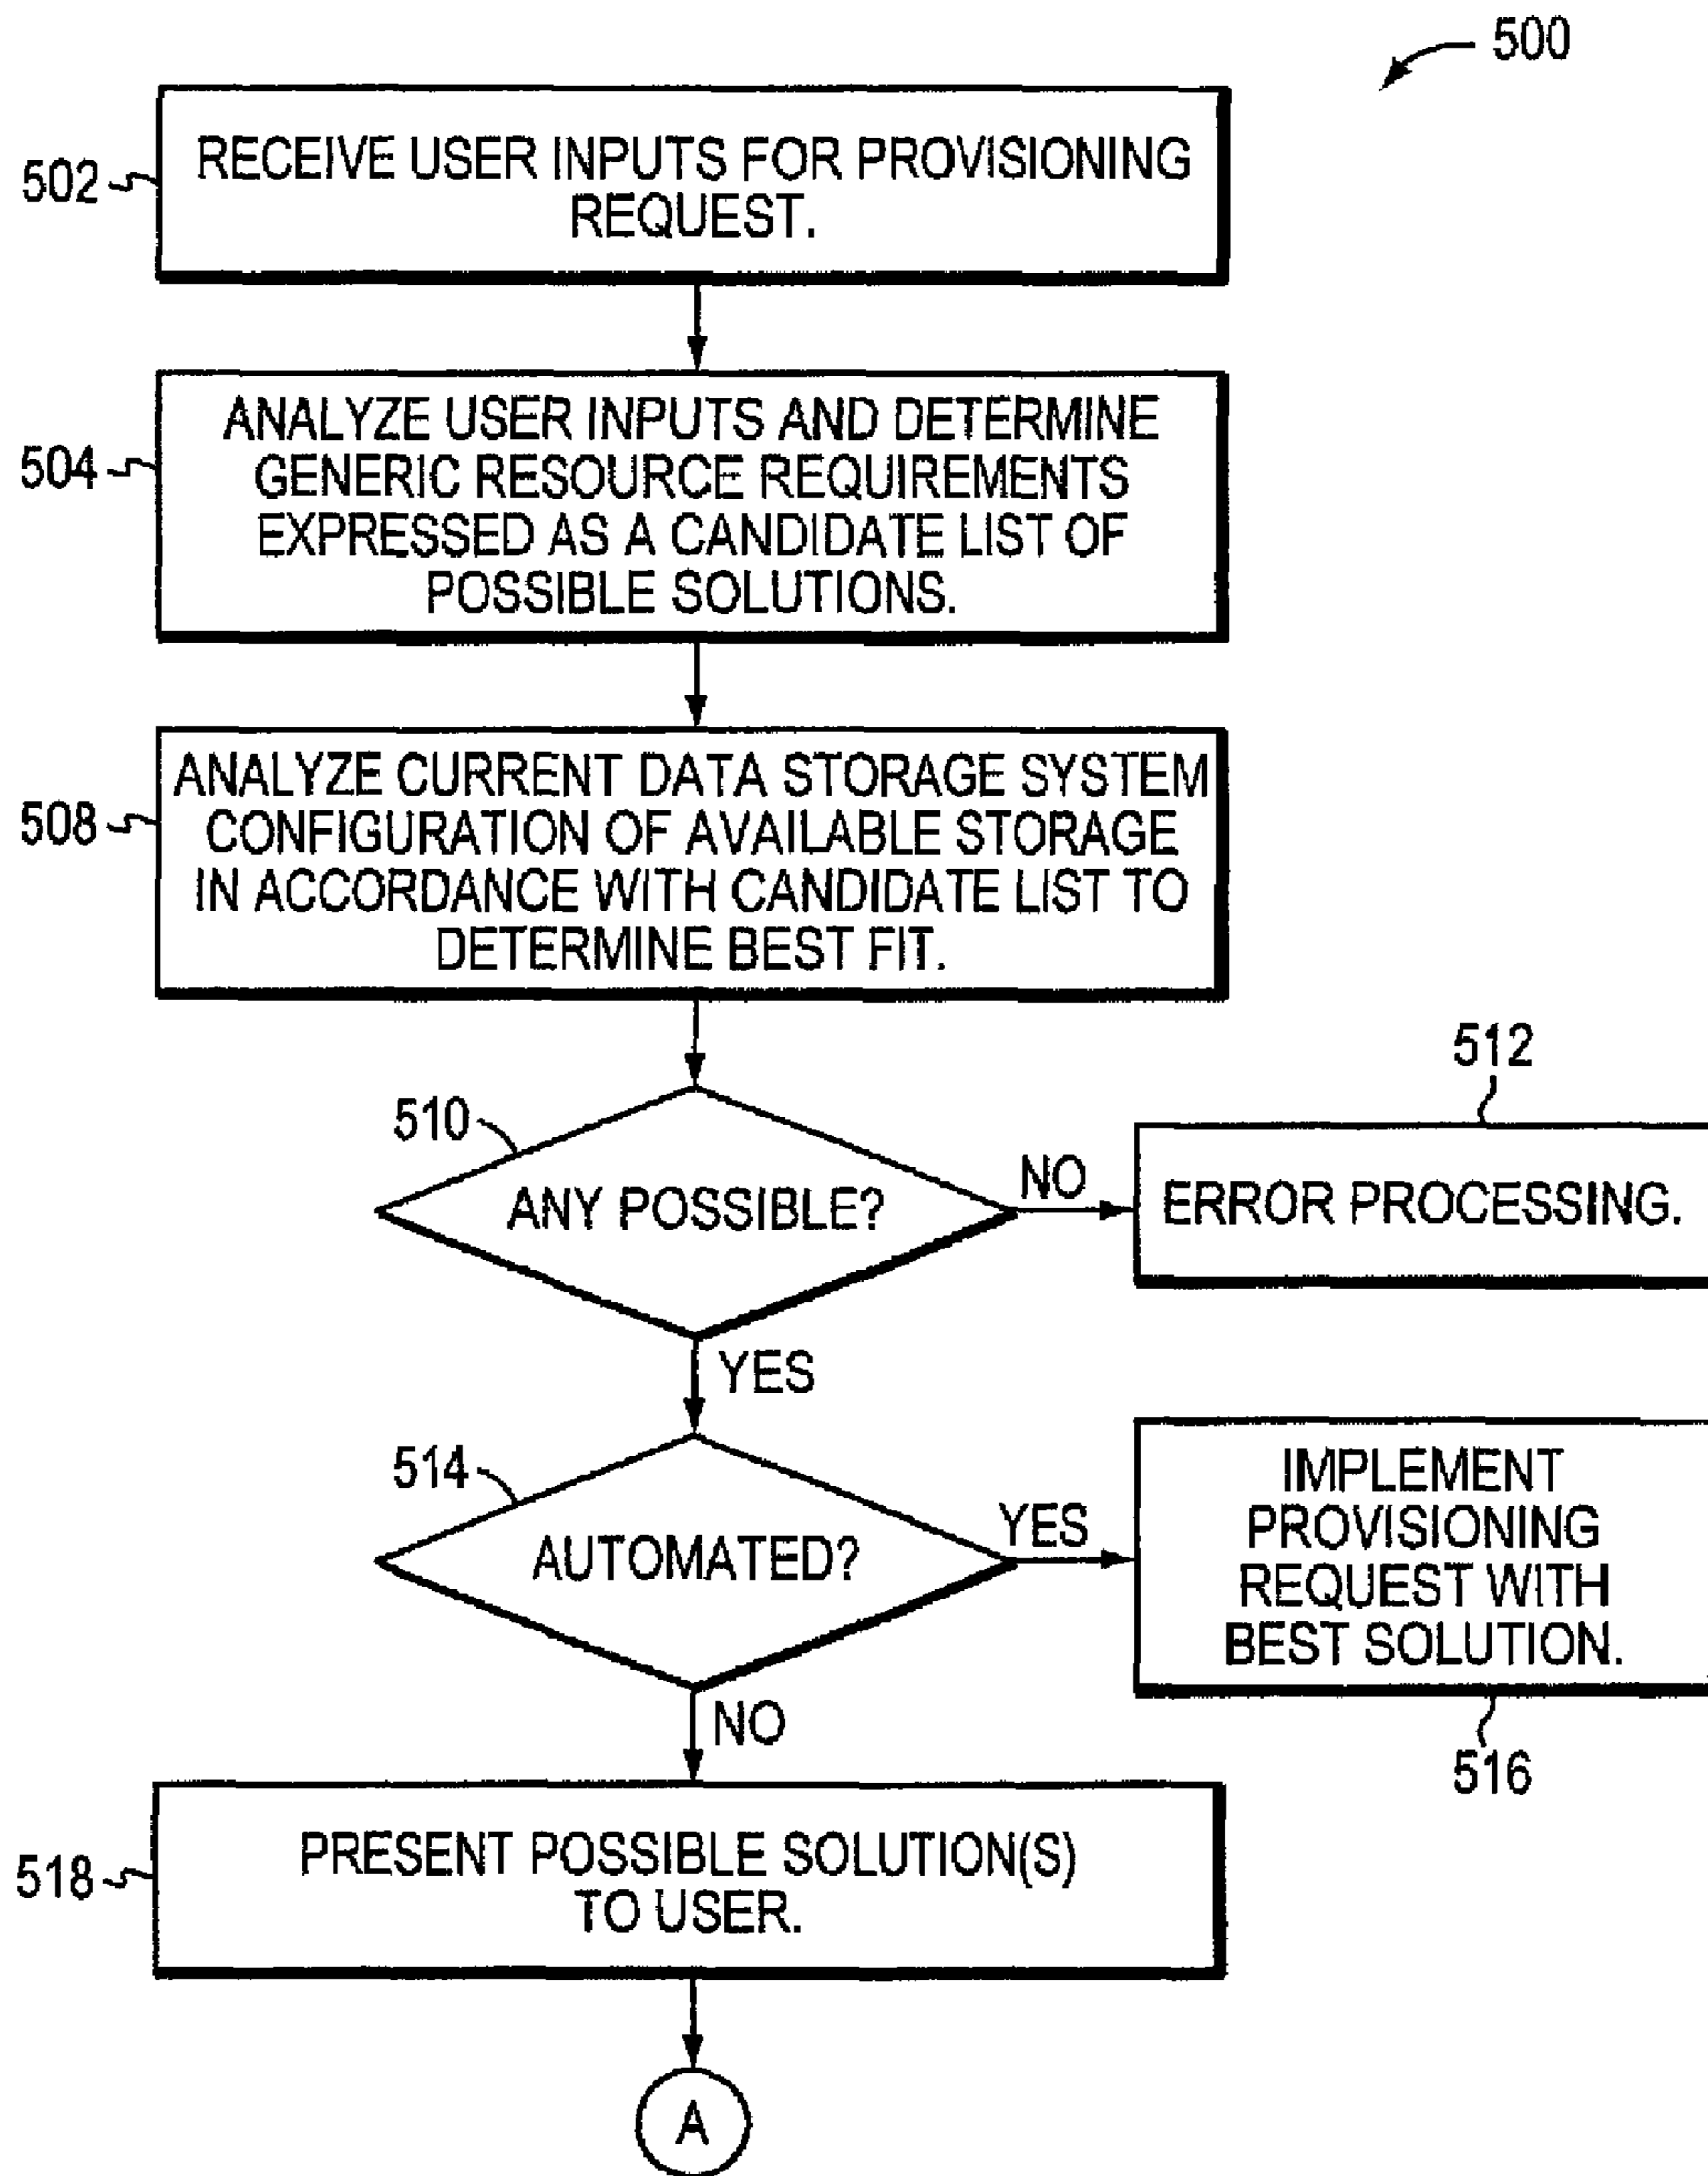 500
502
RECEIVE USER INPUTS FOR PROVISIONING
REQUEST.
504
ANALYZE USER INPUTS AND DETERMINE
GENERIC RESOURCE REQUIREMENTS
EXPRESSED AS A CANDIDATE LIST OF
POSSIBLE SOLUTIONS.
508
ANALYZE CURRENT DATA STORAGE SYSTEM
CONFIGURATION OF AVAILABLE STORAGE
IN ACCORDANCE WITH CANDIDATE LIST TO
DETERMINE BEST FIT.
510
ANY POSSIBLE?
NO
512
ERROR PROCESSING.
YES
514
AUTOMATED?
YES
IMPLEMENT
PROVISIONING
REQUEST WITH
BEST SOLUTION.
516
NO
518
PRESENT POSSIBLE SOLUTION(S)
TO USER.
A